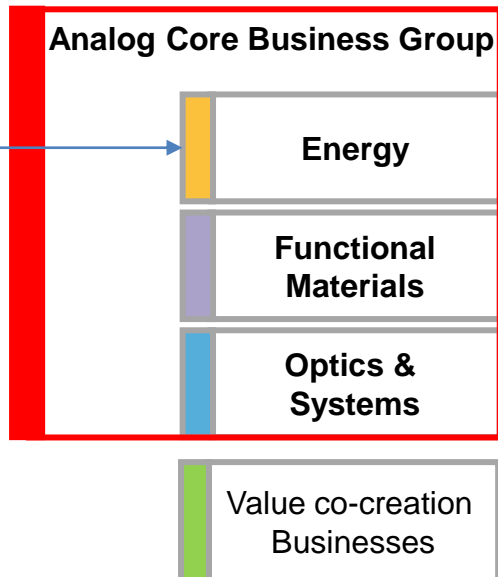 Analog Core Business Group
Energy
Functional
Materials
Optics &
Systems
Value co-creation
Businesses